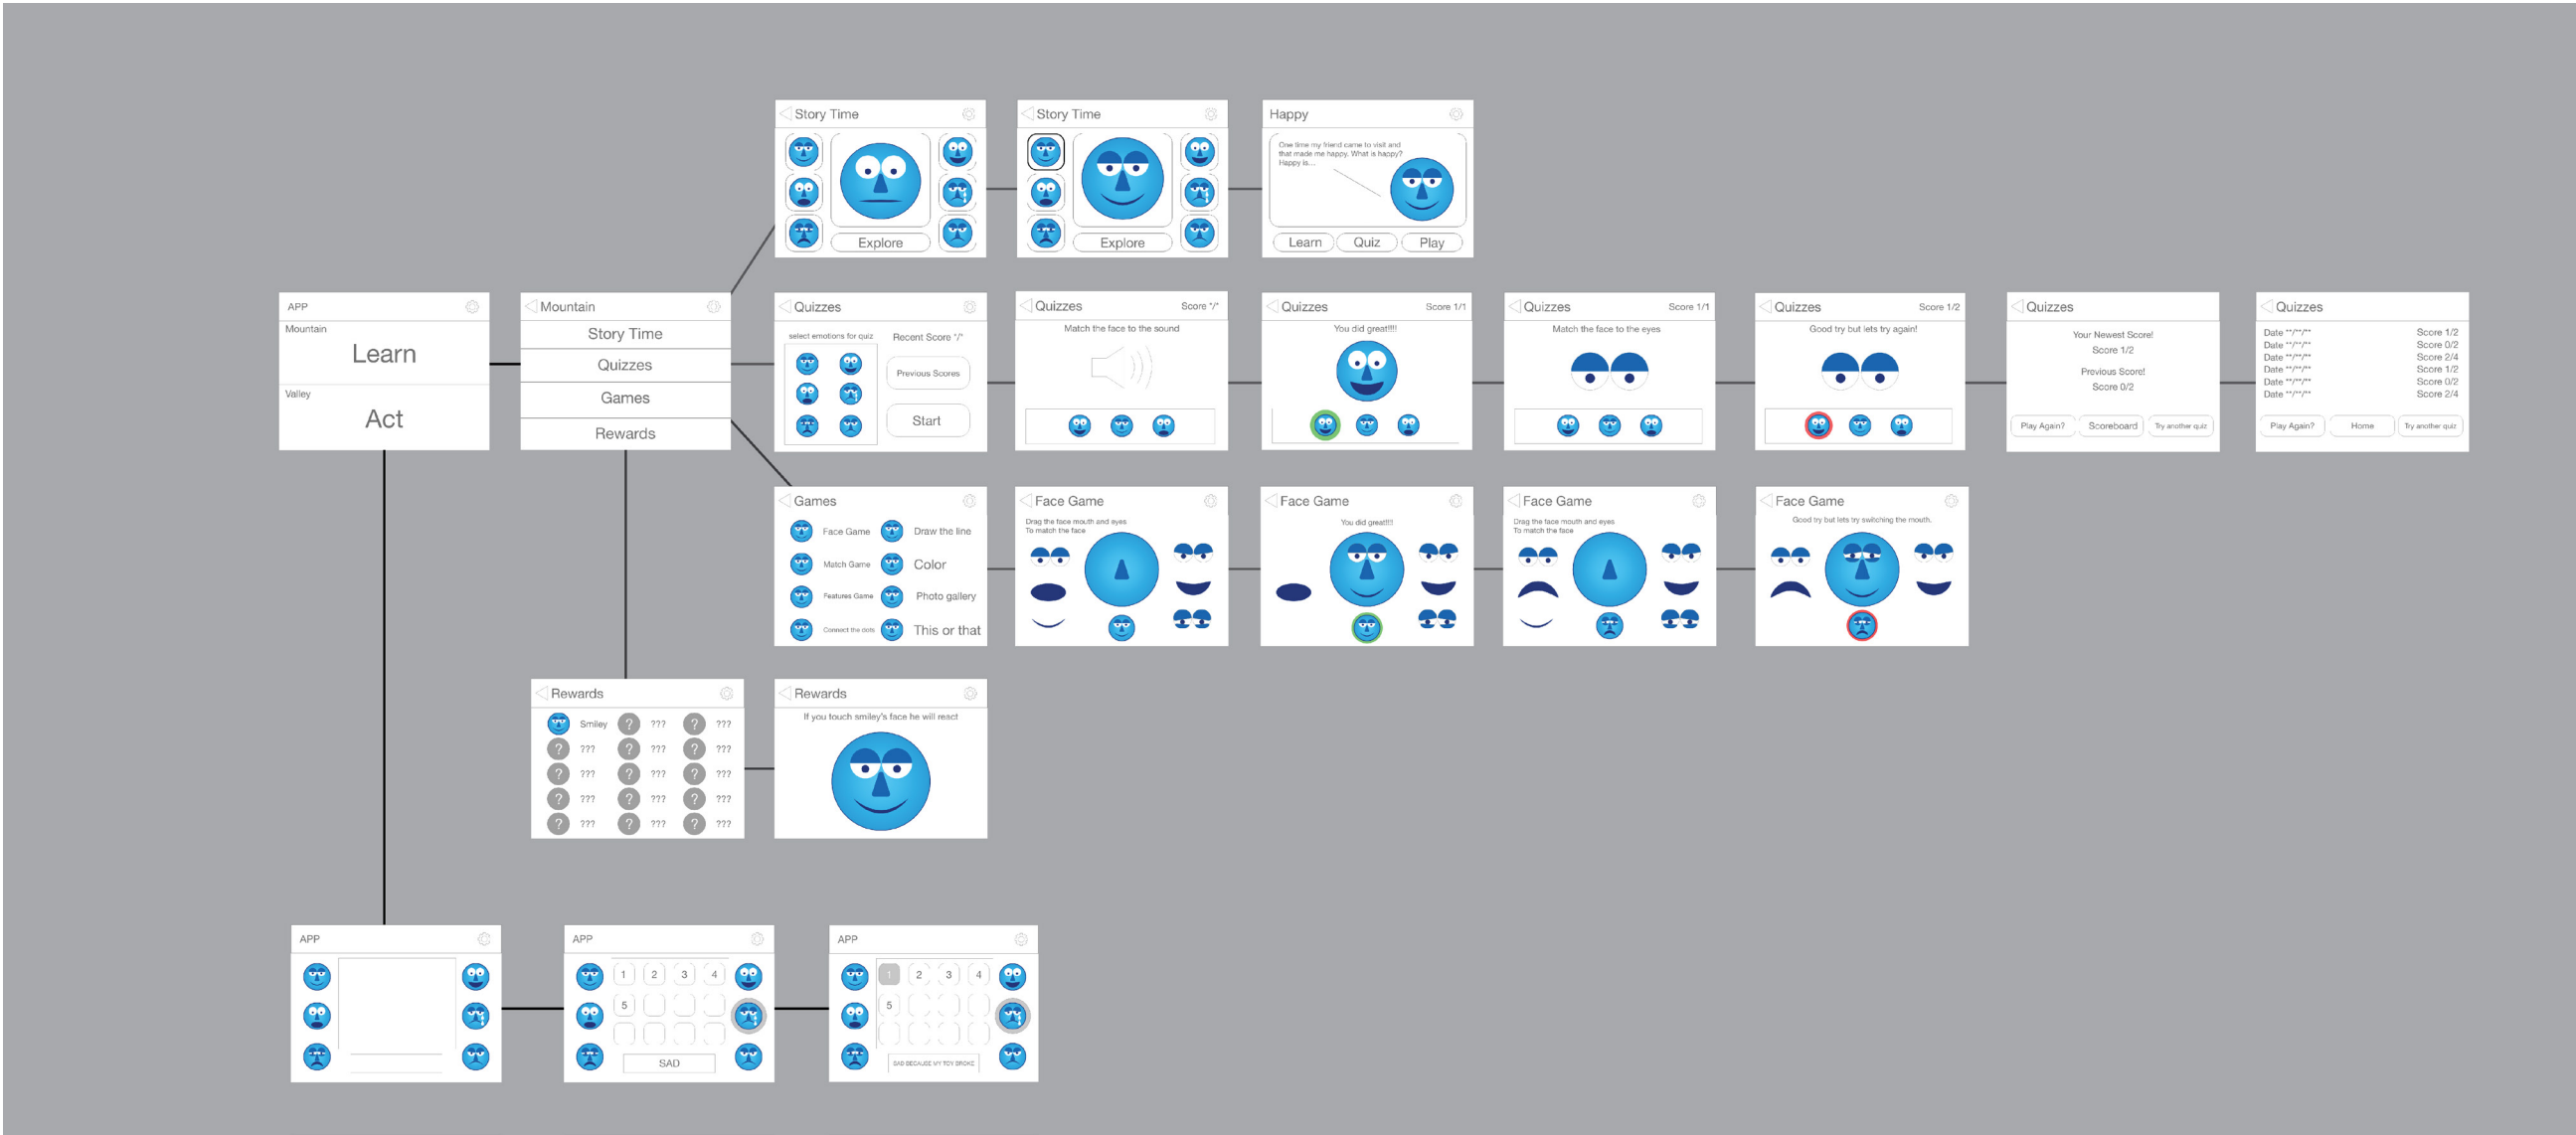 Story Time
Explore
Story Time
Explore
Happy
One time my friend came to visit and
that made me happy. What is happy?
Happy is...
Learn
Quiz
Play
APP
Mountain
Learn
Valley
Act
Mountain
Story Time
Quizzes
Games
Rewards
Quizzes
select emotions for quiz
Recent Score */*
Previous Scores
Start
Quizzes
Score */*
Match the face to the sound
Quizzes
Score 1/1
You did great!!!!
Quizzes
Score 1/1
Match the face to the eyes
Quizzes
Score 1/2
Good try but lets try again!
Quizzes
Your Newest Score!
Score 1/2
Previous Score!
Score 0/2
Play Again?
Scoreboard
Try another quiz
Quizzes
Date **/**/** Score 1/2
Date **/**/** Score 0/2
Date **/**/** Score 2/4
Date **/**/** Score 1/2
Date **/**/** Score 0/2
Date **/**/** Score 2/4
Play Again?
Home
Try another quiz
Games
Face Game
Draw the line
Match Game
Color
Features Game
Photo gallery
Connect the dots
This or that
Face Game
Drag the face mouth and eyes
To match the face
Face Game
You did great!!!!
Face Game
Drag the face mouth and eyes
To match the face
Face Game
Good try but lets try switching the mouth.
Rewards
Smiley ? ??? ? ???
? ??? ? ??? ? ???
? ??? ? ??? ? ???
? ??? ? ??? ? ???
? ??? ? ??? ? ???
Rewards
If you touch smiley's face he will react
APP
APP
1 2 3 4
5
SAD
APP
1 2 3 4
5
SAD BECAUSE MY TOY BROKE